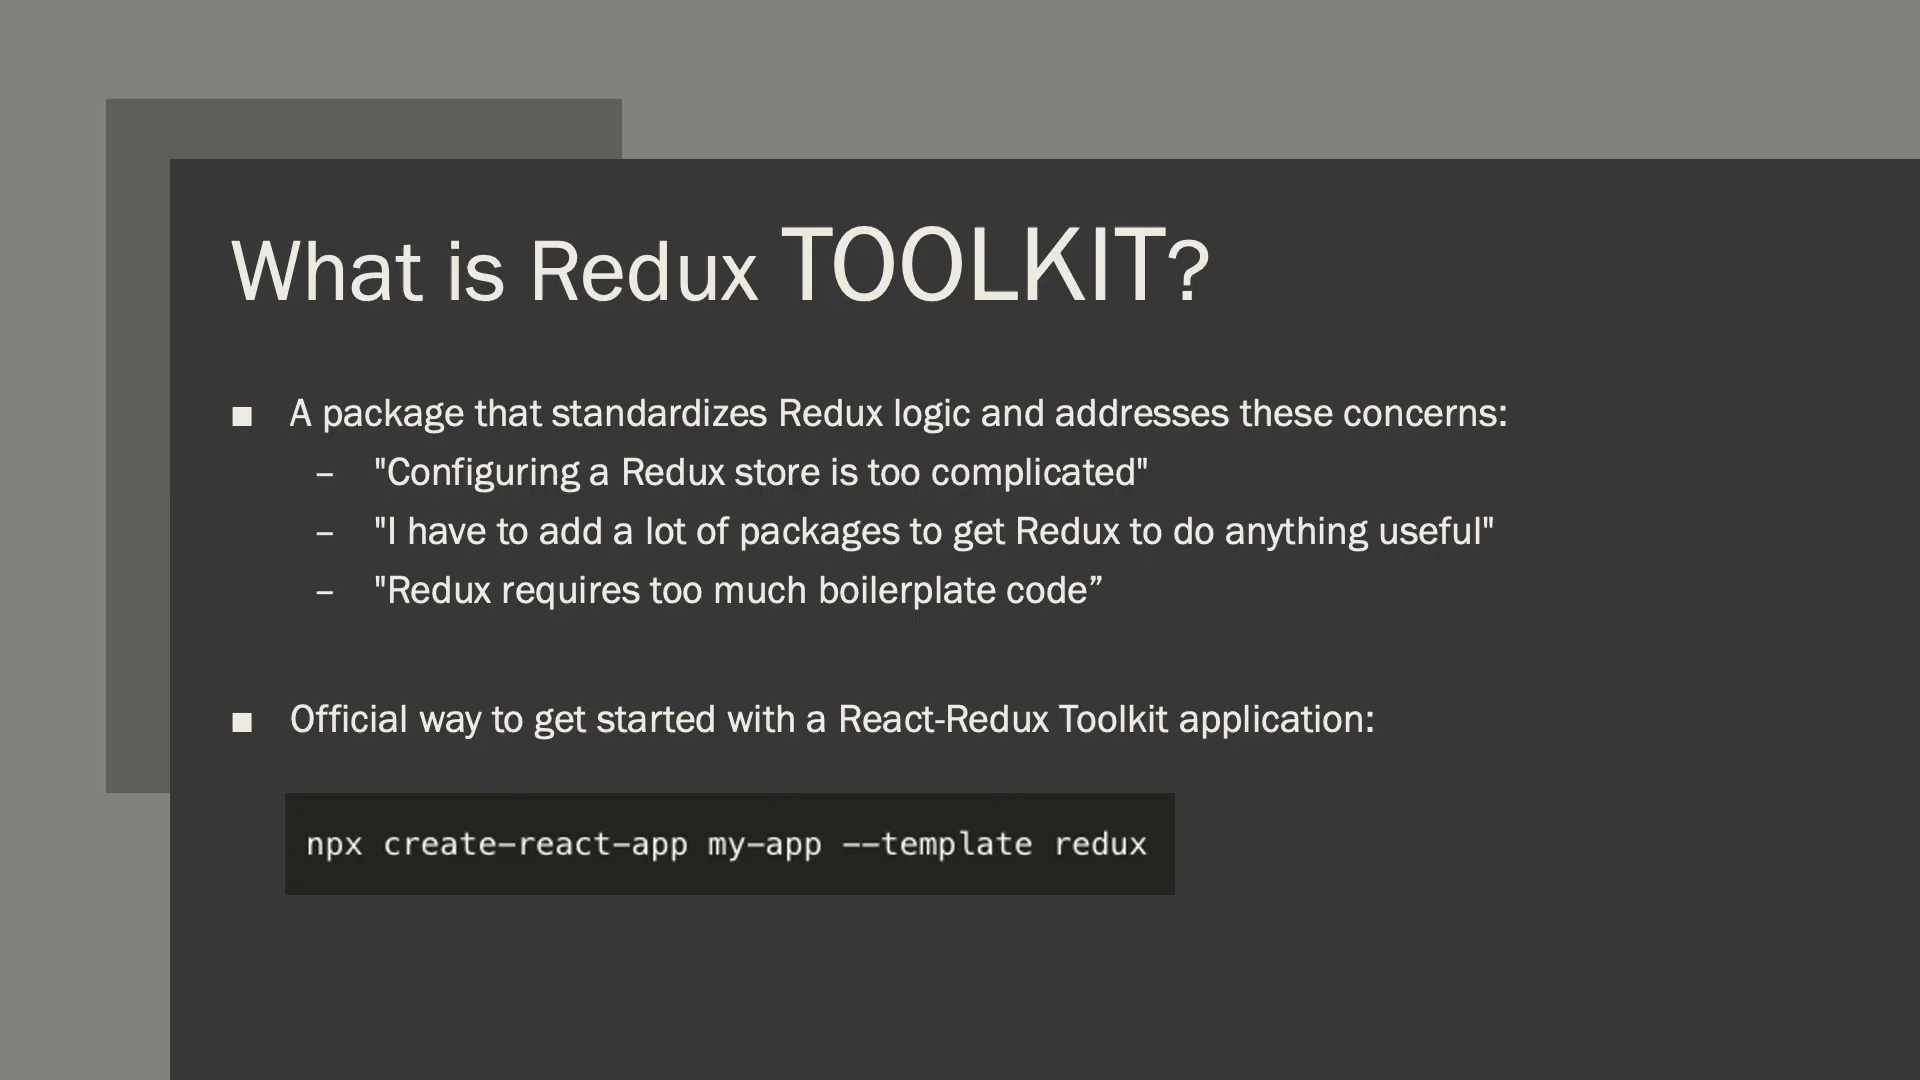 What is Redux TOOLKIT?
■ A package that standardizes Redux logic and addresses these concerns:
– "Configuring a Redux store is too complicated"
– "I have to add a lot of packages to get Redux to do anything useful"
– "Redux requires too much boilerplate code”
■ Official way to get started with a React-Redux Toolkit application:
npx create-react-app my-app --template redux